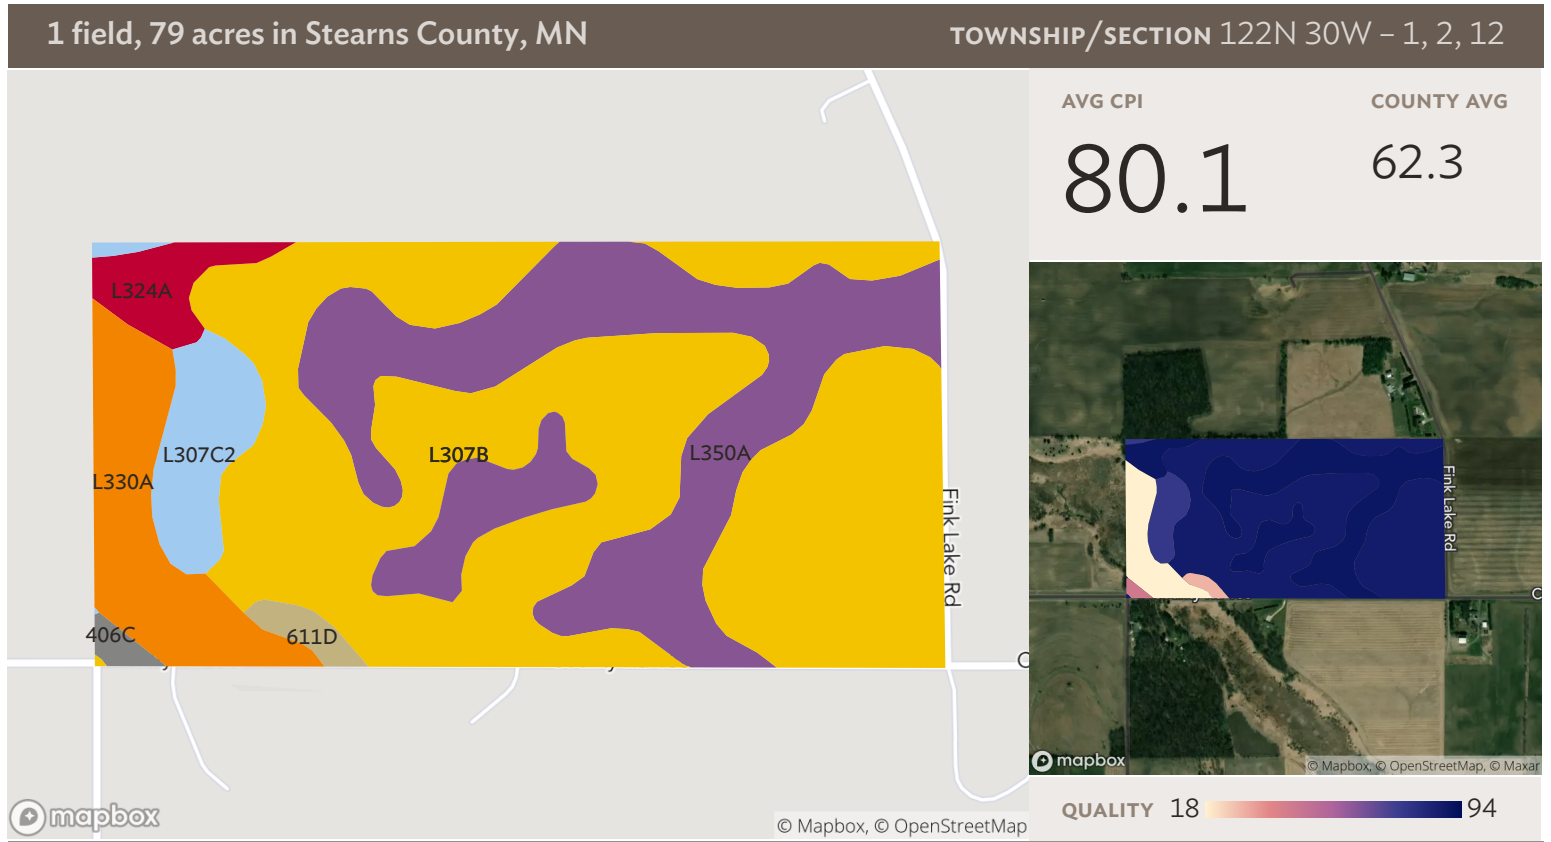 1 field, 79 acres in Stearns County, MN
TOWNSHIP/SECTION 122N 30W – 1, 2, 12
AVG CPI
COUNTY AVG
80.1
62.3
L324A
L307C2
L307B
L350A
L330A
406C
611D
Fink Lake Rd
C
mapbox
© Mapbox, © OpenStreetMap
Fink Lake Rd
C
mapbox
© Mapbox, © OpenStreetMap, © Maxar
QUALITY 18 94